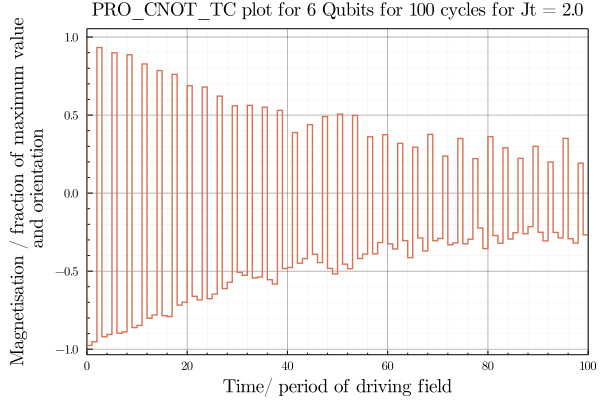 PRO_CNOT_TC plot for 6 Qubits for 100 cycles for Jt = 2.0
Magnetisation / fraction of maximum value
and orientation
1.0
0.5
0.0
−0.5
−1.0
0 20 40 60 80 100
Time/ period of driving field